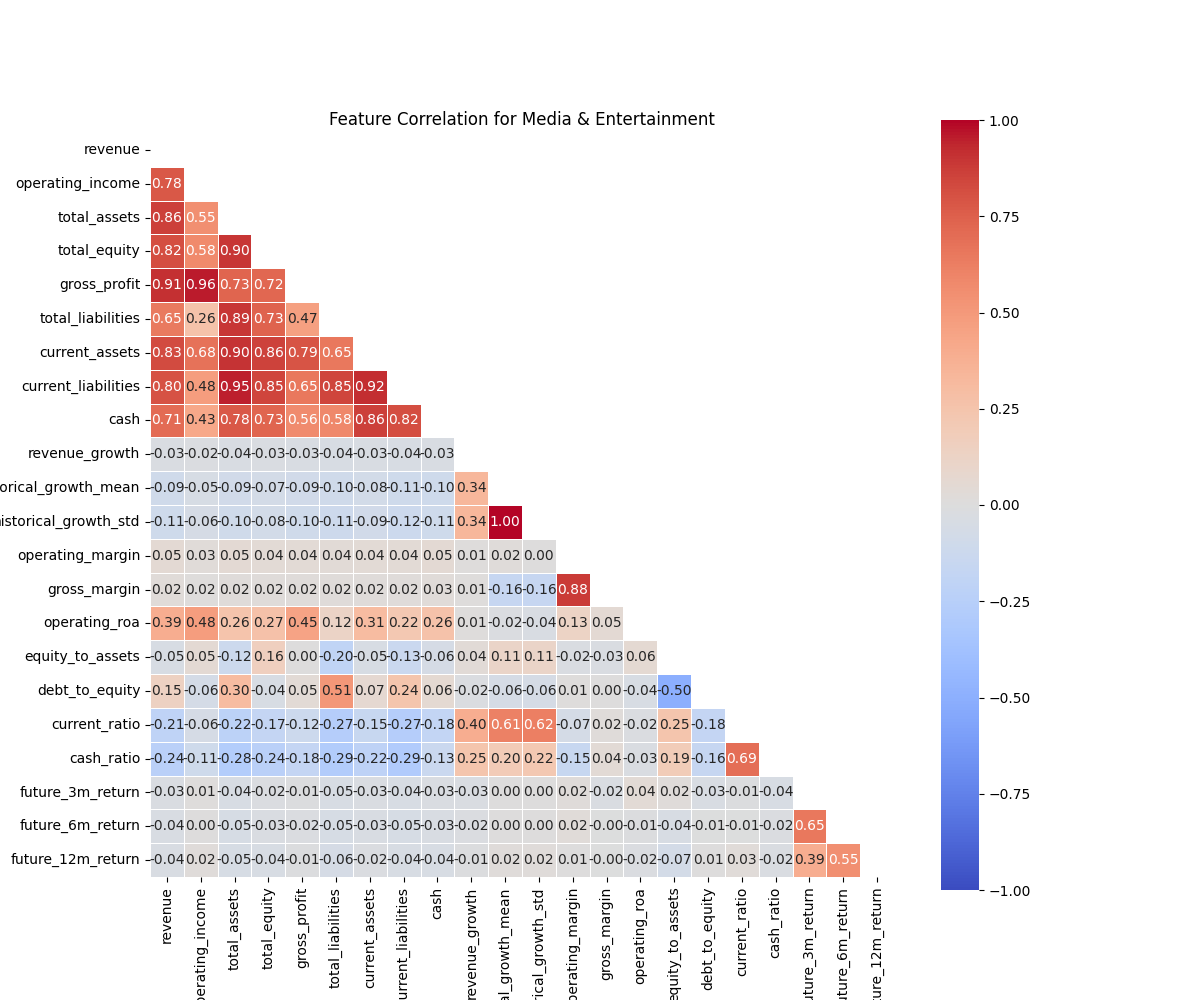 Feature Correlation for Media & Entertainment
revenue
operating_income 0.78
total_assets 0.86 0.55
total_equity 0.82 0.58 0.90
gross_profit 0.91 0.96 0.73 0.72
total_liabilities 0.65 0.26 0.89 0.73 0.47
current_assets 0.83 0.68 0.90 0.86 0.79 0.65
current_liabilities 0.80 0.48 0.95 0.85 0.65 0.85 0.92
cash 0.71 0.43 0.78 0.73 0.56 0.58 0.86 0.82
revenue_growth -0.03 -0.02 -0.04 -0.03 -0.03 -0.04 -0.03 -0.04 -0.03
orical_growth_mean -0.09 -0.05 -0.09 -0.07 -0.09 -0.10 -0.08 -0.11 -0.10 0.34
istorical_growth_std -0.11 -0.06 -0.10 -0.08 -0.10 -0.11 -0.09 -0.12 -0.11 0.34 1.00
operating_margin 0.05 0.03 0.05 0.04 0.04 0.04 0.04 0.04 0.05 0.01 0.02 0.00
gross_margin 0.02 0.02 0.02 0.02 0.02 0.02 0.02 0.02 0.03 0.01 -0.16 -0.16 0.88
operating_roa 0.39 0.48 0.26 0.27 0.45 0.12 0.31 0.22 0.26 0.01 -0.02 -0.04 0.13 0.05
equity_to_assets -0.05 0.05 -0.12 0.16 0.00 -0.20 -0.05 -0.13 -0.06 0.04 0.11 0.11 -0.02 -0.03 0.06
debt_to_equity 0.15 -0.06 0.30 -0.04 0.05 0.51 0.07 0.24 0.06 -0.02 -0.06 -0.06 0.01 0.00 -0.04 -0.50
current_ratio -0.21 -0.06 -0.22 -0.17 -0.12 -0.27 -0.15 -0.27 -0.18 0.40 0.61 0.62 -0.07 0.02 -0.02 0.25 -0.18
cash_ratio -0.24 -0.11 -0.28 -0.24 -0.18 -0.29 -0.22 -0.29 -0.13 0.25 0.20 0.22 -0.15 0.04 -0.03 0.19 -0.16 0.69
future_3m_return -0.03 0.01 -0.04 -0.02 -0.01 -0.05 -0.03 -0.04 -0.03 -0.03 0.00 0.00 0.02 -0.02 0.04 0.02 -0.03 -0.01 -0.04
future_6m_return -0.04 0.00 -0.05 -0.03 -0.02 -0.05 -0.03 -0.05 -0.03 -0.02 0.00 0.00 0.02 -0.00 -0.01 -0.04 -0.01 -0.01 -0.02 0.65
future_12m_return -0.04 0.02 -0.05 -0.04 -0.01 -0.06 -0.02 -0.04 -0.04 -0.01 0.02 0.02 0.01 -0.00 -0.02 -0.07 0.01 0.03 -0.02 0.39 0.55
revenue
perating_income
total_assets
total_equity
gross_profit
total_liabilities
current_assets
urrent_liabilities
cash
revenue_growth
al_growth_mean
rical_growth_std
perating_margin
gross_margin
operating_roa
equity_to_assets
debt_to_equity
current_ratio
cash_ratio
uture_3m_return
uture_6m_return
ure_12m_return
1.00
0.75
0.50
0.25
0.00
−0.25
−0.50
−0.75
−1.00